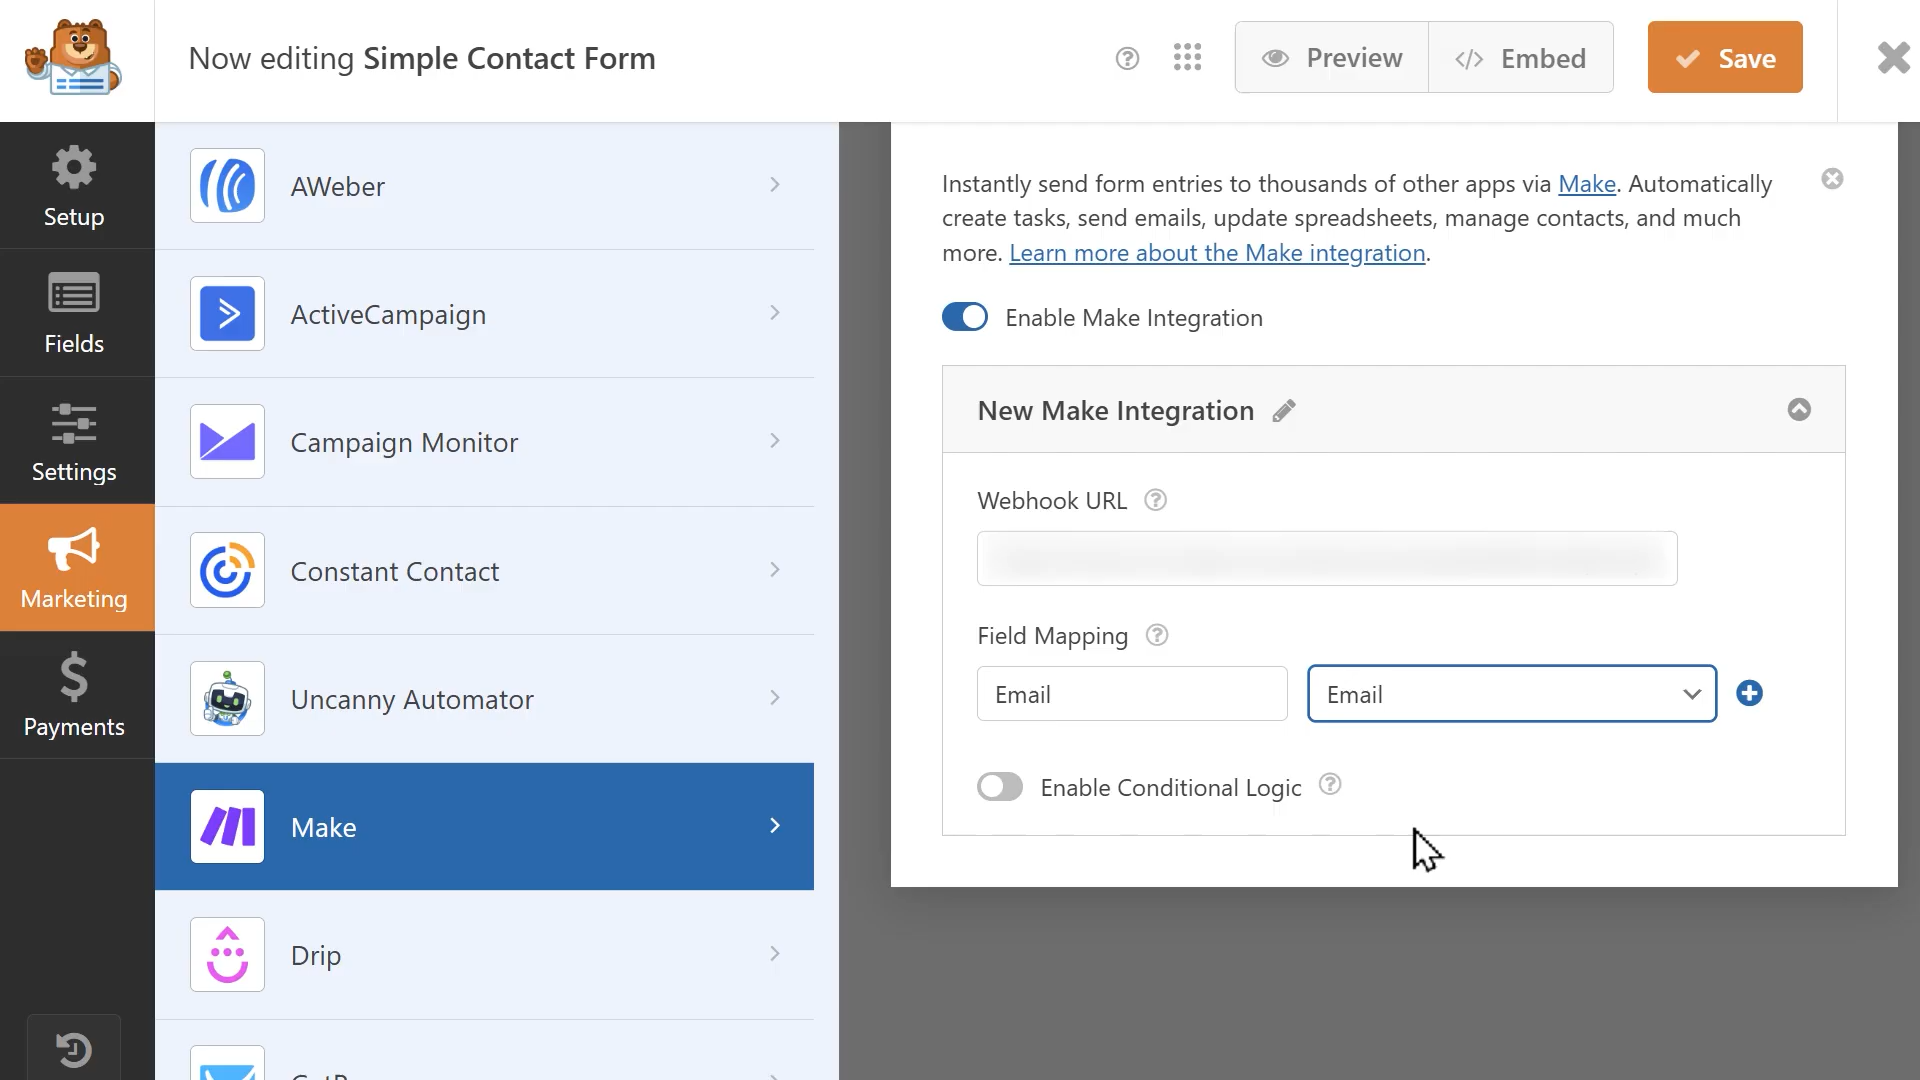 Now editing Simple Contact Form
Preview
Embed
Save
Setup
Fields
Settings
Marketing
Payments
AWeber
ActiveCampaign
Campaign Monitor
Constant Contact
Uncanny Automator
Make
Drip
Instantly send form entries to thousands of other apps via Make. Automatically
create tasks, send emails, update spreadsheets, manage contacts, and much
more. Learn more about the Make integration.
Enable Make Integration
New Make Integration
Webhook URL
Field Mapping
Email
Email
Enable Conditional Logic